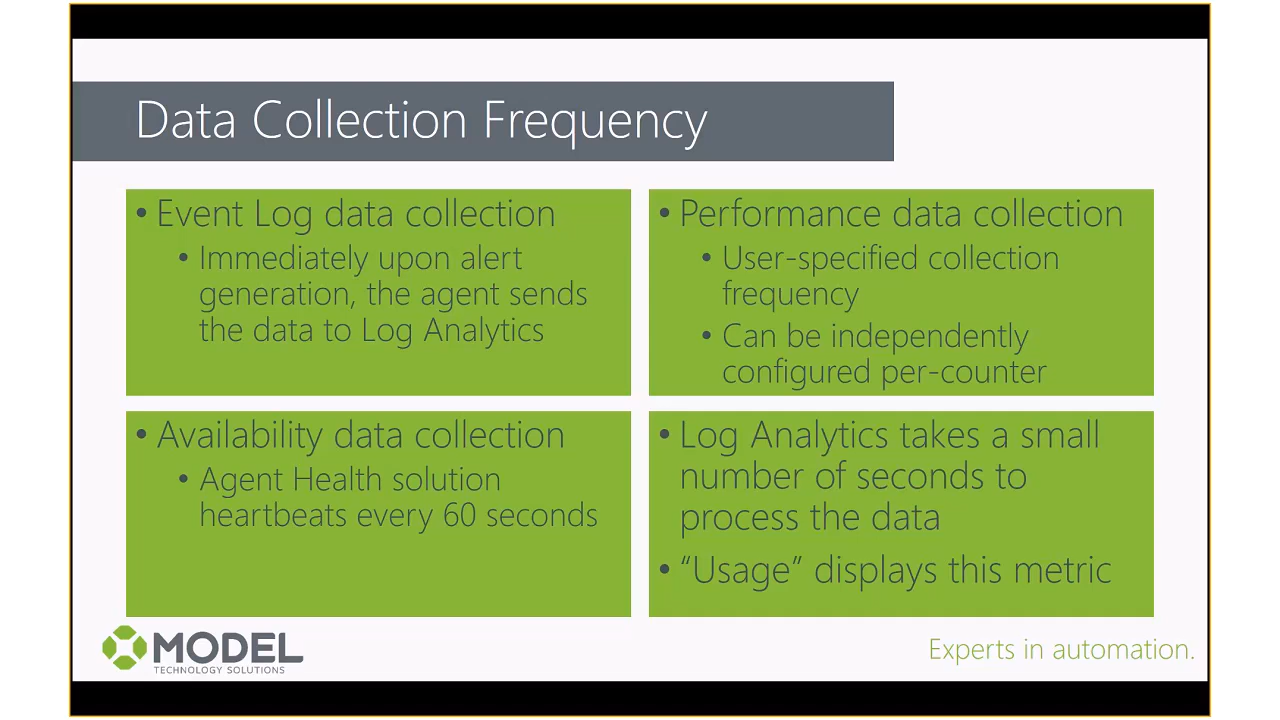 Data Collection Frequency
• Event Log data collection
• Immediately upon alert
generation, the agent sends
the data to Log Analytics
• Performance data collection
• User-specified collection
frequency
• Can be independently
configured per-counter
• Availability data collection
• Agent Health solution
heartbeats every 60 seconds
• Log Analytics takes a small
number of seconds to
process the data
• “Usage” displays this metric
MODEL
TECHNOLOGY SOLUTIONS
Experts in automation.